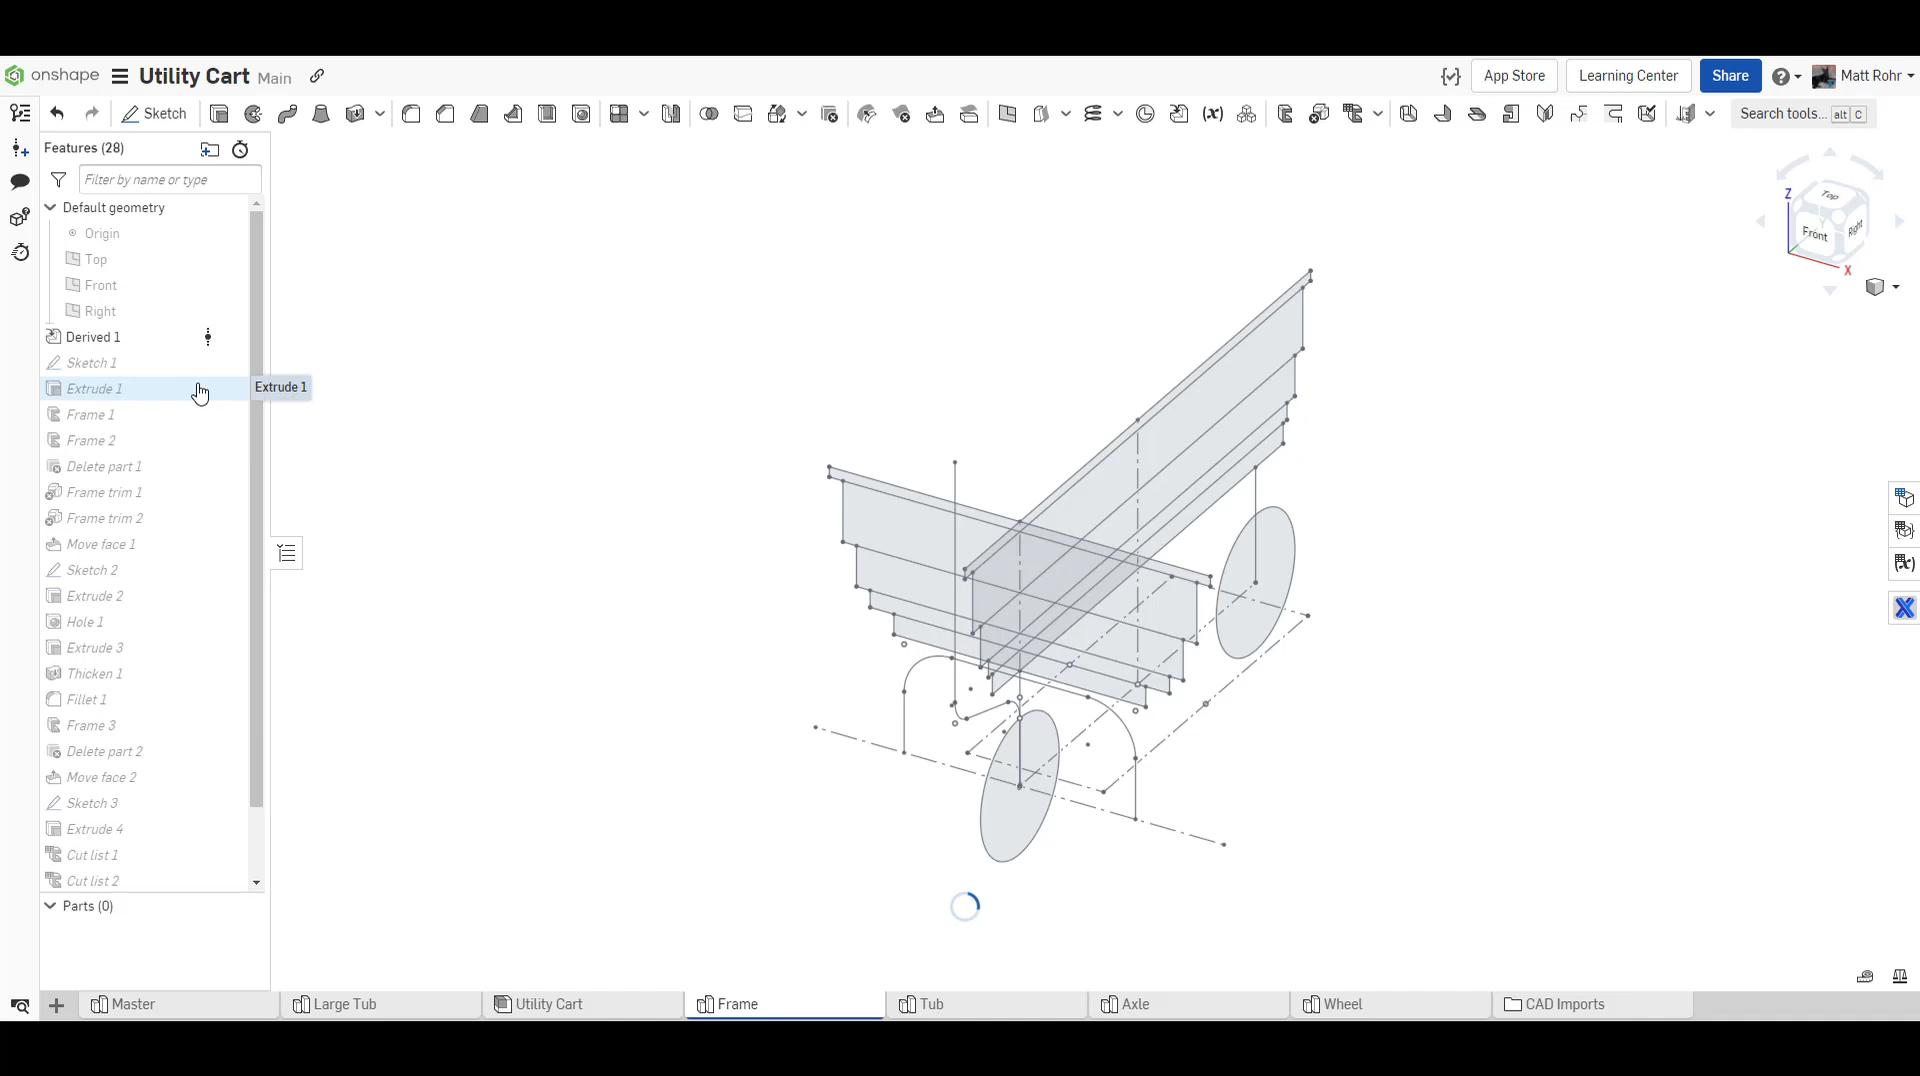 onshape Utility Cart Main App Store Learning Center Share Matt Rohr
Sketch Search tools... alt C
Features (28)
Filter by name or type
Default geometry
Origin
Top
Front
Right
Derived 1
Sketch 1
Extrude 1 Extrude 1
Frame 1
Frame 2
Delete part 1
Frame trim 1
Frame trim 2
Move face 1
Sketch 2
Extrude 2
Hole 1
Extrude 3
Thicken 1
Fillet 1
Frame 3
Delete part 2
Move face 2
Sketch 3
Extrude 4
Cut list 1
Cut list 2
Parts (0)
Z
Top
Front
Right
X
Master Large Tub Utility Cart Frame Tub Axle Wheel CAD Imports